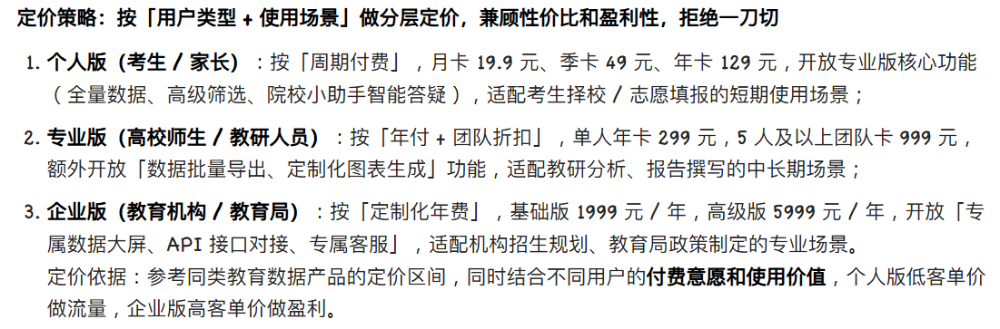 定价策略：按「用户类型 + 使用场景」做分层定价，兼顾性价比和盈利性，拒绝一刀切
1. 个人版（考生 / 家长）：按「周期付费」，月卡 19.9 元、季卡 49 元、年卡 129 元，开放专业版核心功能
（全量数据、高级筛选、院校小助手智能答疑），适配考生择校 / 志愿填报的短期使用场景；
2. 专业版（高校师生 / 教研人员）：按「年付 + 团队折扣」，单人年卡 299 元，5 人及以上团队卡 999 元，
额外开放「数据批量导出、定制化图表生成」功能，适配教研分析、报告撰写的中长期场景；
3. 企业版（教育机构 / 教育局）：按「定制化年费」，基础版 1999 元 / 年，高级版 5999 元 / 年，开放「专
属数据大屏、API 接口对接、专属客服」，适配机构招生规划、教育局政策制定的专业场景。
定价依据：参考同类教育数据产品的定价区间，同时结合不同用户的付费意愿和使用价值，个人版低客单价
做流量，企业版高客单价做盈利。